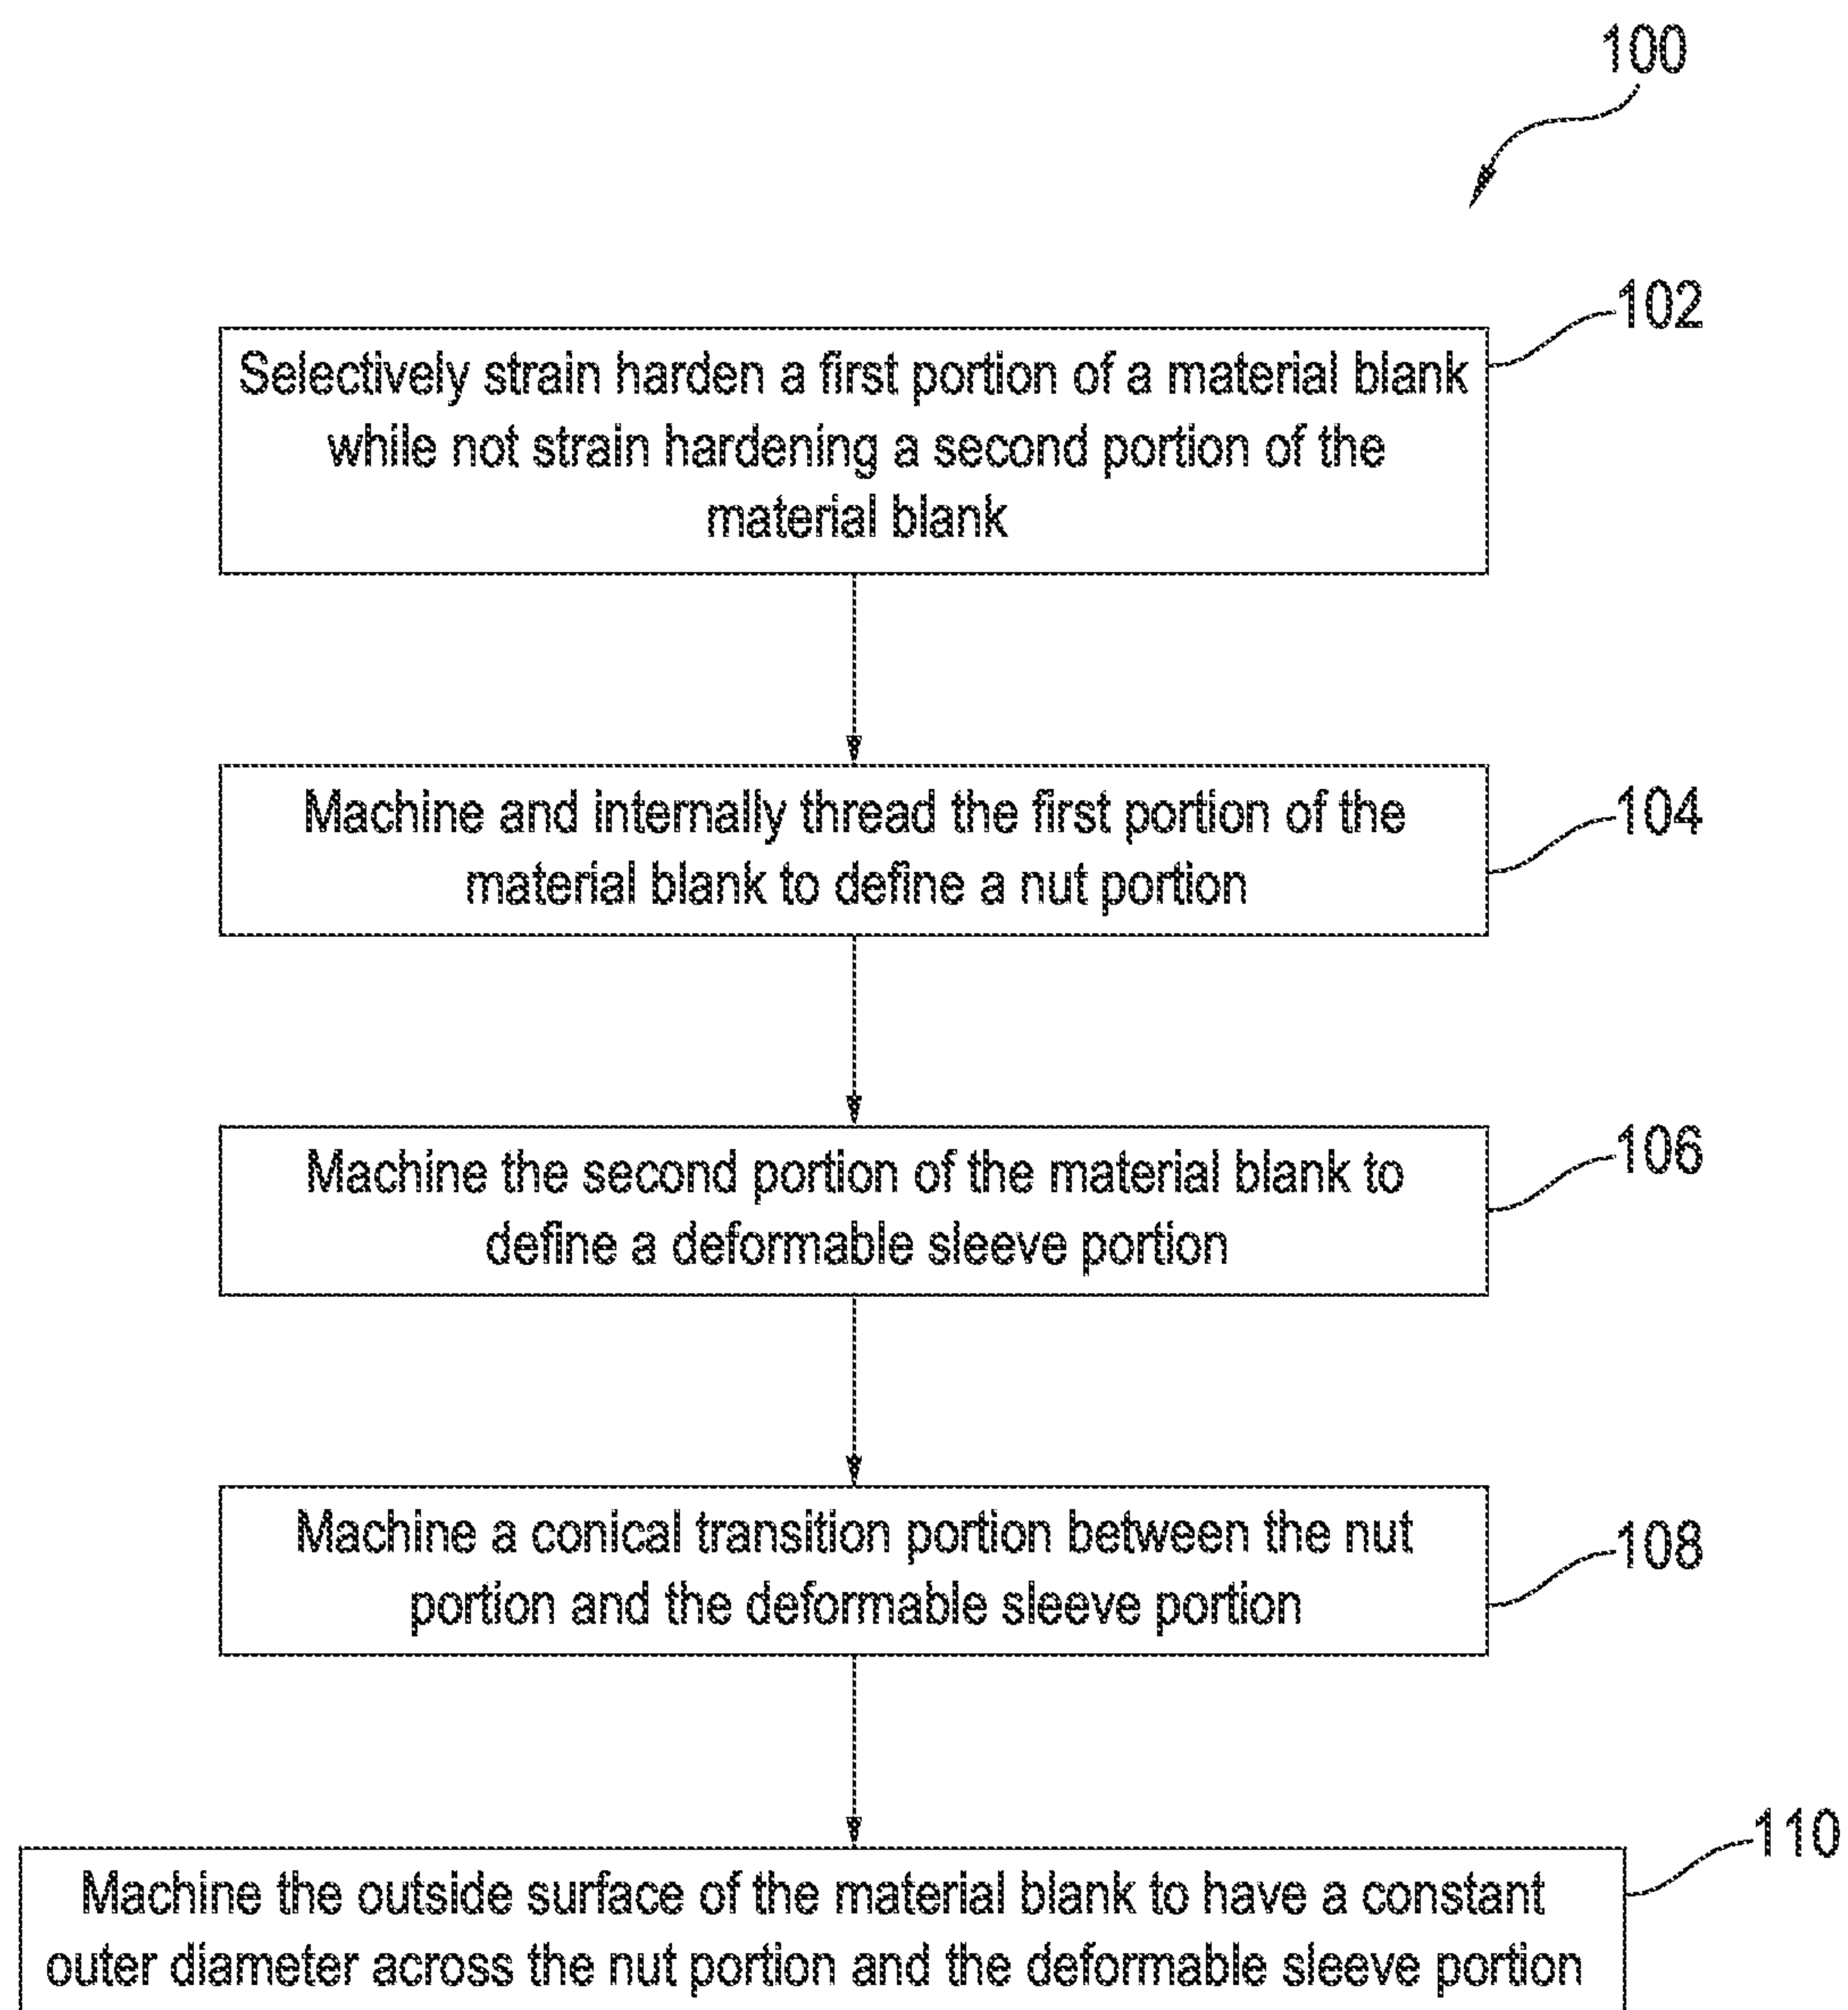 100
102
Selectively strain harden a first portion of a material blank
while not strain hardening a second portion of the
material blank
104
Machine and internally thread the first portion of the
material blank to define a nut portion
106
Machine the second portion of the material blank to
define a deformable sleeve portion
108
Machine a conical transition portion between the nut
portion and the deformable sleeve portion
110
Machine the outside surface of the material blank to have a constant
outer diameter across the nut portion and the deformable sleeve portion